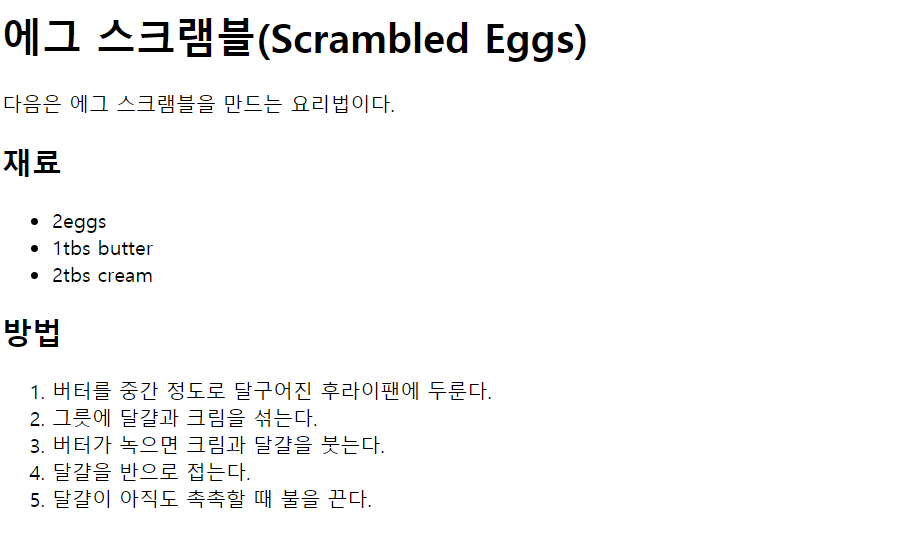 에그 스크램블(Scrambled Eggs)
다음은 에그 스크램블을 만드는 요리법이다.
재료
• 2eggs
• 1tbs butter
• 2tbs cream
방법
1. 버터를 중간 정도로 달구어진 후라이팬에 두룬다.
2. 그릇에 달걀과 크림을 섞는다.
3. 버터가 녹으면 크림과 달걀을 붓는다.
4. 달걀을 반으로 접는다.
5. 달걀이 아직도 촉촉할 때 불을 끈다.